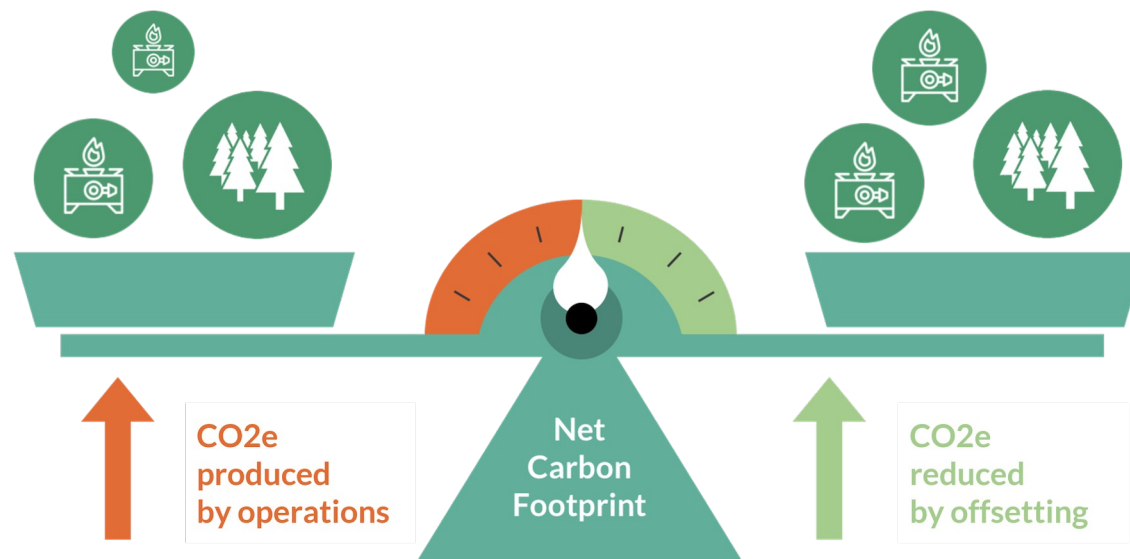 CO2e
produced
by operations
Net
Carbon
Footprint
CO2e
reduced
by offsetting